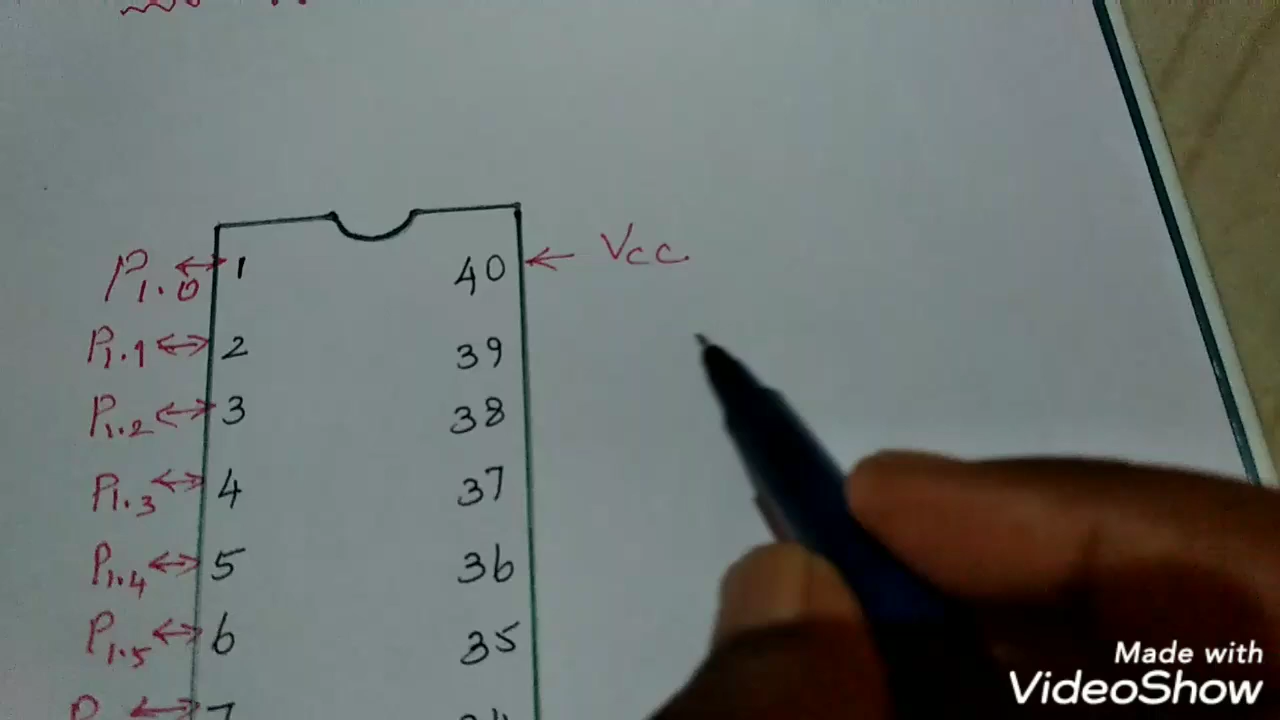 P1.0 ↔ 1 40 ← Vcc
P1.1 ↔ 2 39
P1.2 ↔ 3 38
P1.3 ↔ 4 37
P1.4 ↔ 5 36
P1.5 ↔ 6 35
P ↔ 7
Made with
VideoShow